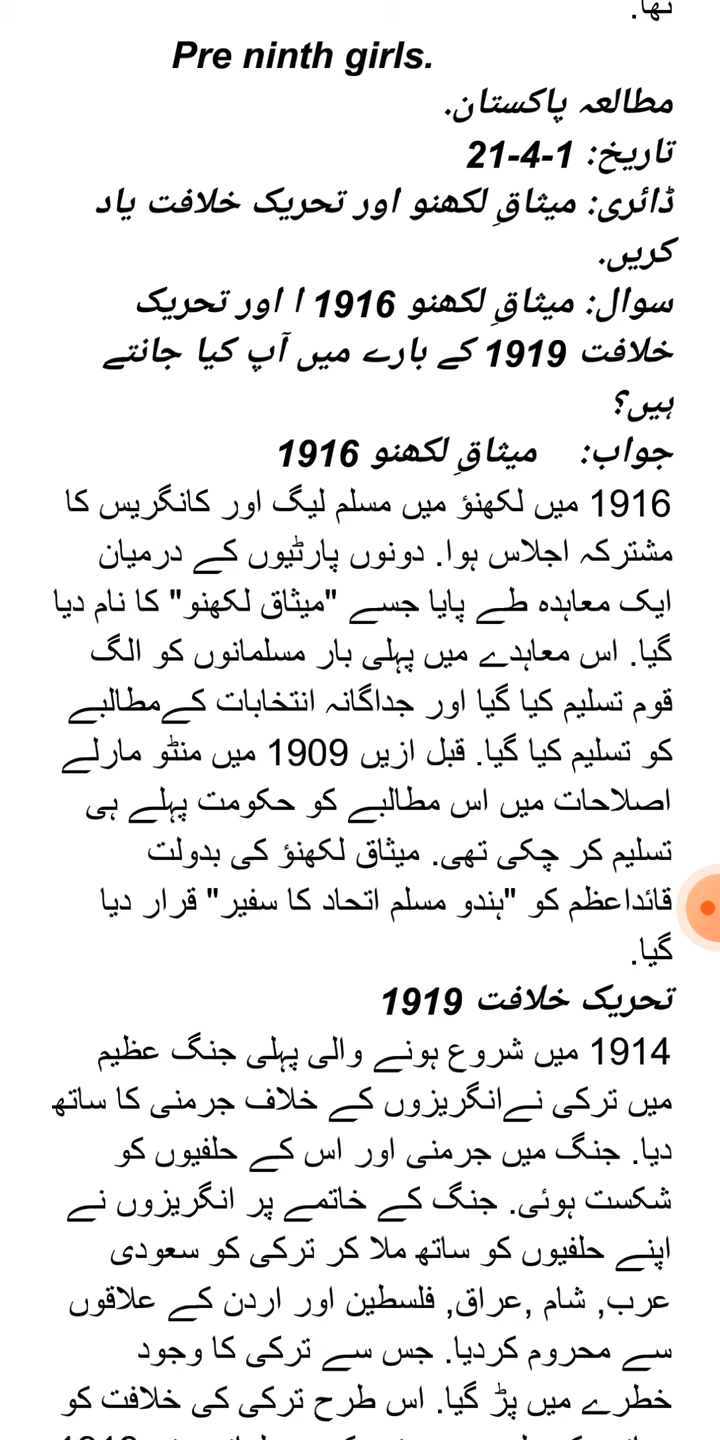 تھا.
Pre ninth girls.
مطالعہ پاکستان.
تاریخ: 1-4-21
ڈائری: میثاقِ لکھنو اور تحریک خلافت یاد
کریں.
سوال: میثاقِ لکھنو 1916 ا اور تحریک
خلافت 1919 کے بارے میں آپ کیا جانتے
ہیں؟
جواب: میثاقِ لکھنو 1916
1916 میں لکھنؤ میں مسلم لیگ اور کانگریس کا
مشترکہ اجلاس ہوا. دونوں پارٹیوں کے درمیان
ایک معاہدہ طے پایا جسے "میثاق لکھنو" کا نام دیا
گیا. اس معاہدے میں پہلی بار مسلمانوں کو الگ
قوم تسلیم کیا گیا اور جداگانہ انتخابات کےمطالبے
کو تسلیم کیا گیا. قبل ازیں 1909 میں منٹو مارلے
اصلاحات میں اس مطالبے کو حکومت پہلے ہی
تسلیم کر چکی تھی. میثاق لکھنؤ کی بدولت
قائداعظم کو "ہندو مسلم اتحاد کا سفیر" قرار دیا
گیا.
تحریک خلافت 1919
1914 میں شروع ہونے والی پہلی جنگ عظیم
میں ترکی نےانگریزوں کے خلاف جرمنی کا ساتھ
دیا. جنگ میں جرمنی اور اس کے حلفیوں کو
شکست ہوئی. جنگ کے خاتمے پر انگریزوں نے
اپنے حلفیوں کو ساتھ ملا کر ترکی کو سعودی
عرب, شام ,عراق, فلسطین اور اردن کے علاقوں
سے محروم کردیا. جس سے ترکی کا وجود
خطرے میں پڑ گیا. اس طرح ترکی کی خلافت کو